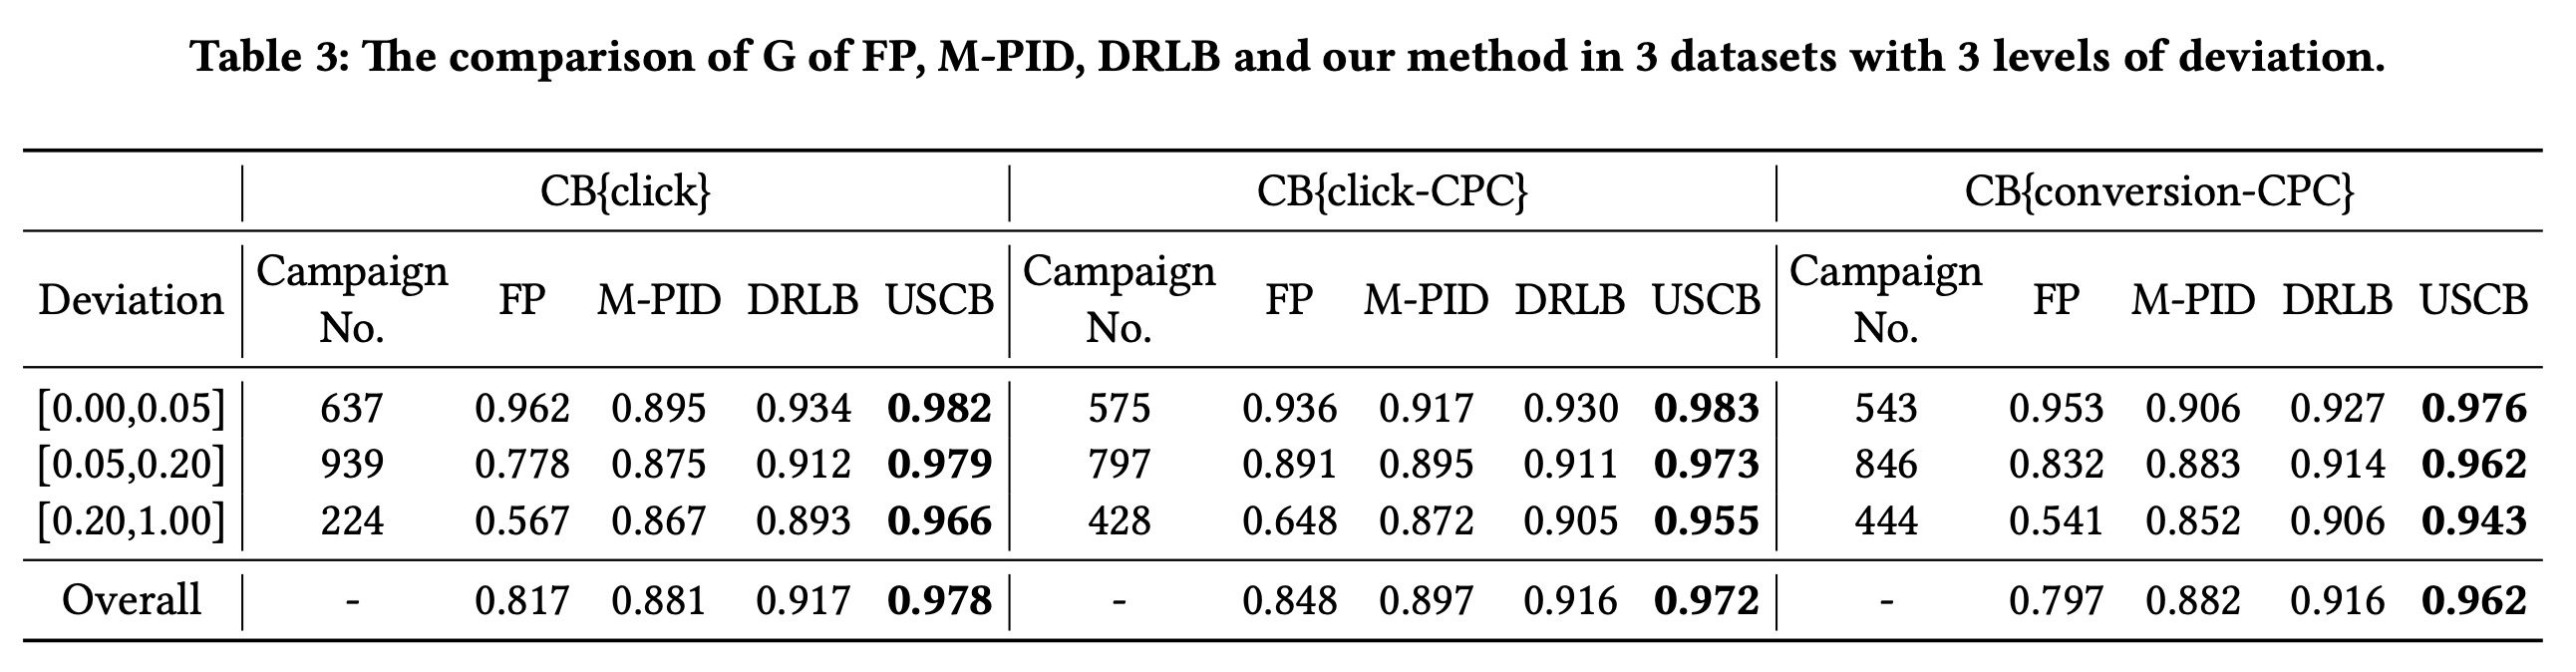 Table 3: The comparison of G of FP, M-PID, DRLB and our method in 3 datasets with 3 levels of deviation.
CB{click} CB{click-CPC} CB{conversion-CPC}
Deviation Campaign No. FP M-PID DRLB USCB Campaign No. FP M-PID DRLB USCB Campaign No. FP M-PID DRLB USCB
[0.00,0.05] 637 0.962 0.895 0.934 0.982 575 0.936 0.917 0.930 0.983 543 0.953 0.906 0.927 0.976
[0.05,0.20] 939 0.778 0.875 0.912 0.979 797 0.891 0.895 0.911 0.973 846 0.832 0.883 0.914 0.962
[0.20,1.00] 224 0.567 0.867 0.893 0.966 428 0.648 0.872 0.905 0.955 444 0.541 0.852 0.906 0.943
Overall - 0.817 0.881 0.917 0.978 - 0.848 0.897 0.916 0.972 - 0.797 0.882 0.916 0.962